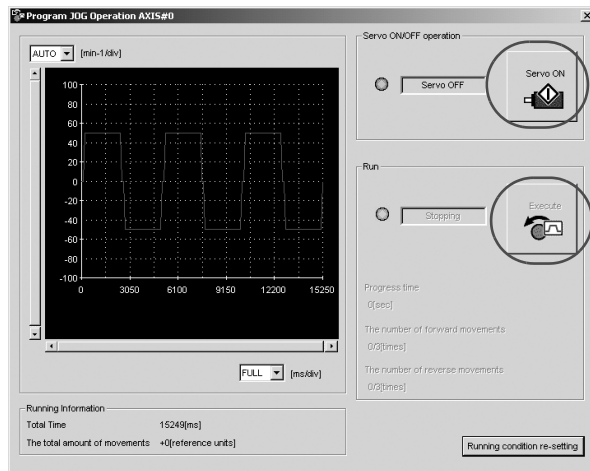 Program JOG Operation AXIS#0
AUTO [min-1/div]
100
80
60
40
20
0
-20
-40
-60
-80
-100
0 3050 6100 9150 12200 15250
FULL [ms/div]
Running Information
Total Time 15249[ms]
The total amount of movements +0[reference units]
Servo ON/OFF operation
Servo OFF
Servo ON
Run
Stopping
Execute
Progress time
0[sec]
The number of forward movements
0/3[times]
The number of reverse movements
0/3[times]
Running condition re-setting